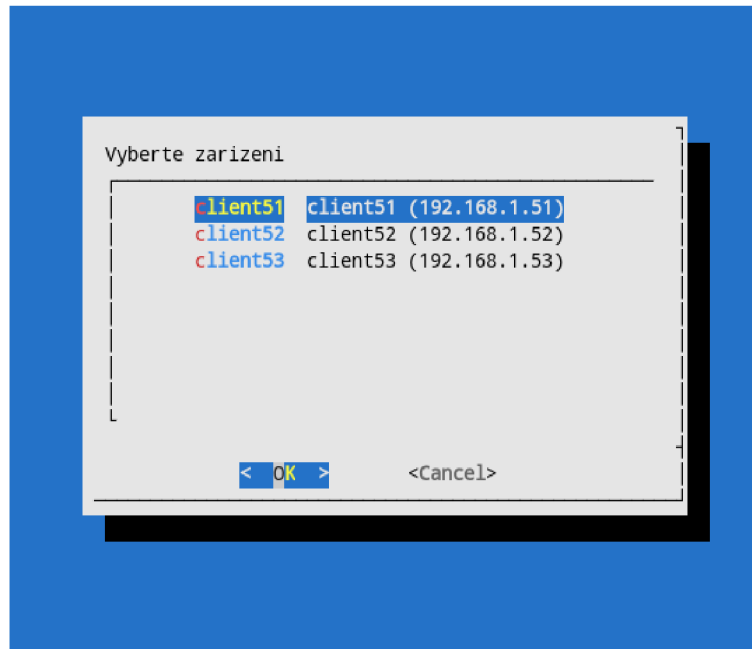 Vyberte zarizeni
client51 client51 (192.168.1.51)
client52 client52 (192.168.1.52)
client53 client53 (192.168.1.53)
< OK > <Cancel>